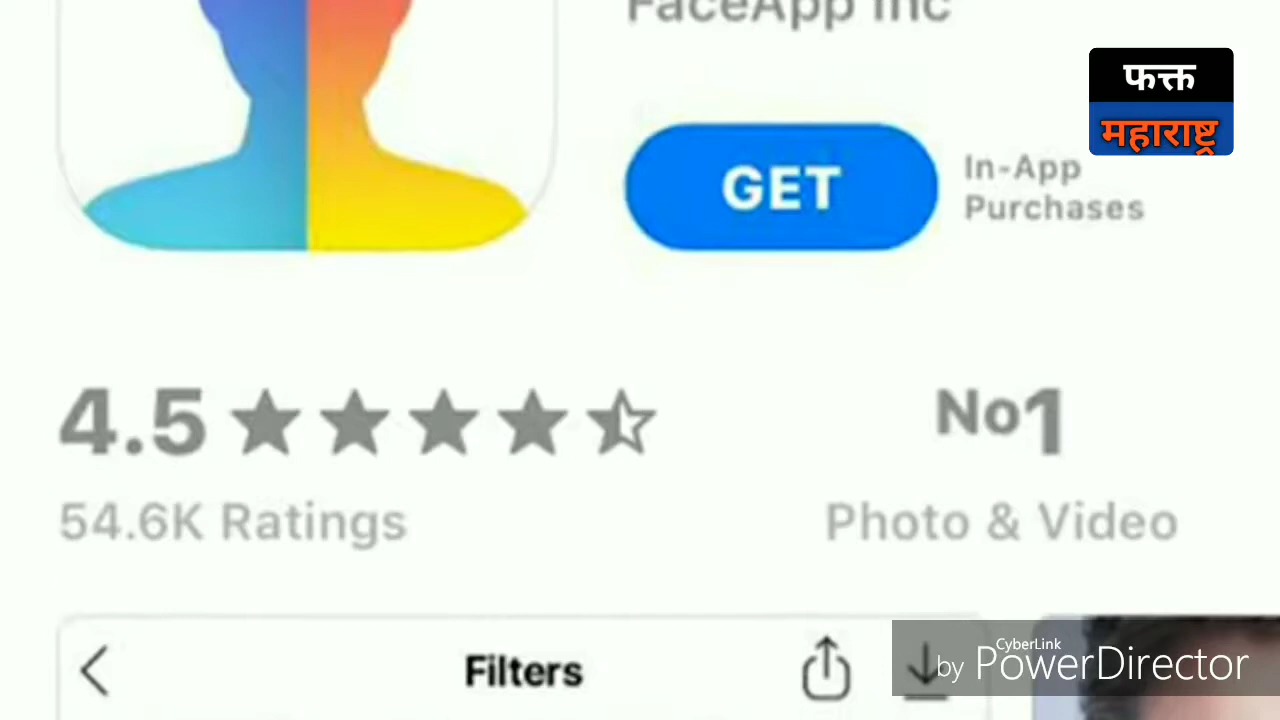 FaceApp Inc
फक्त
महाराष्ट्र
GET
In-App
Purchases
4.5
No1
54.6K Ratings
Photo & Video
Filters
CyberLink
by PowerDirector